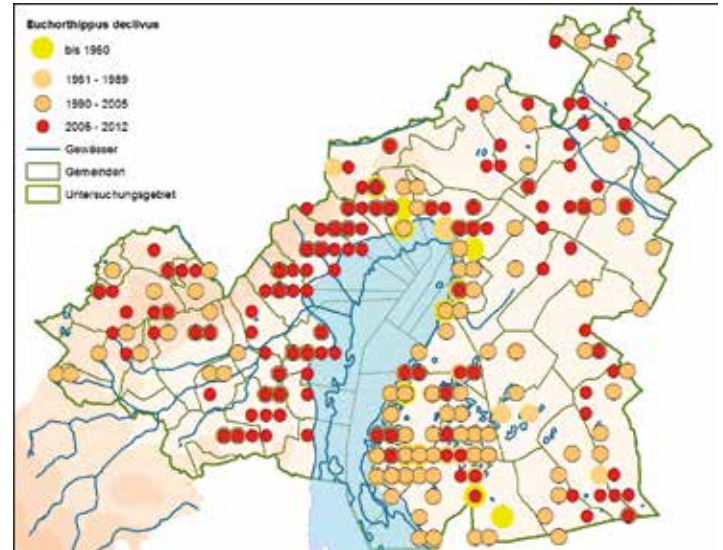 Euchorthippus declivus
bis 1960
1961 - 1989
1990 - 2005
2006 - 2012
Gewässer
Gemeinden
Untersuchungsgebiet